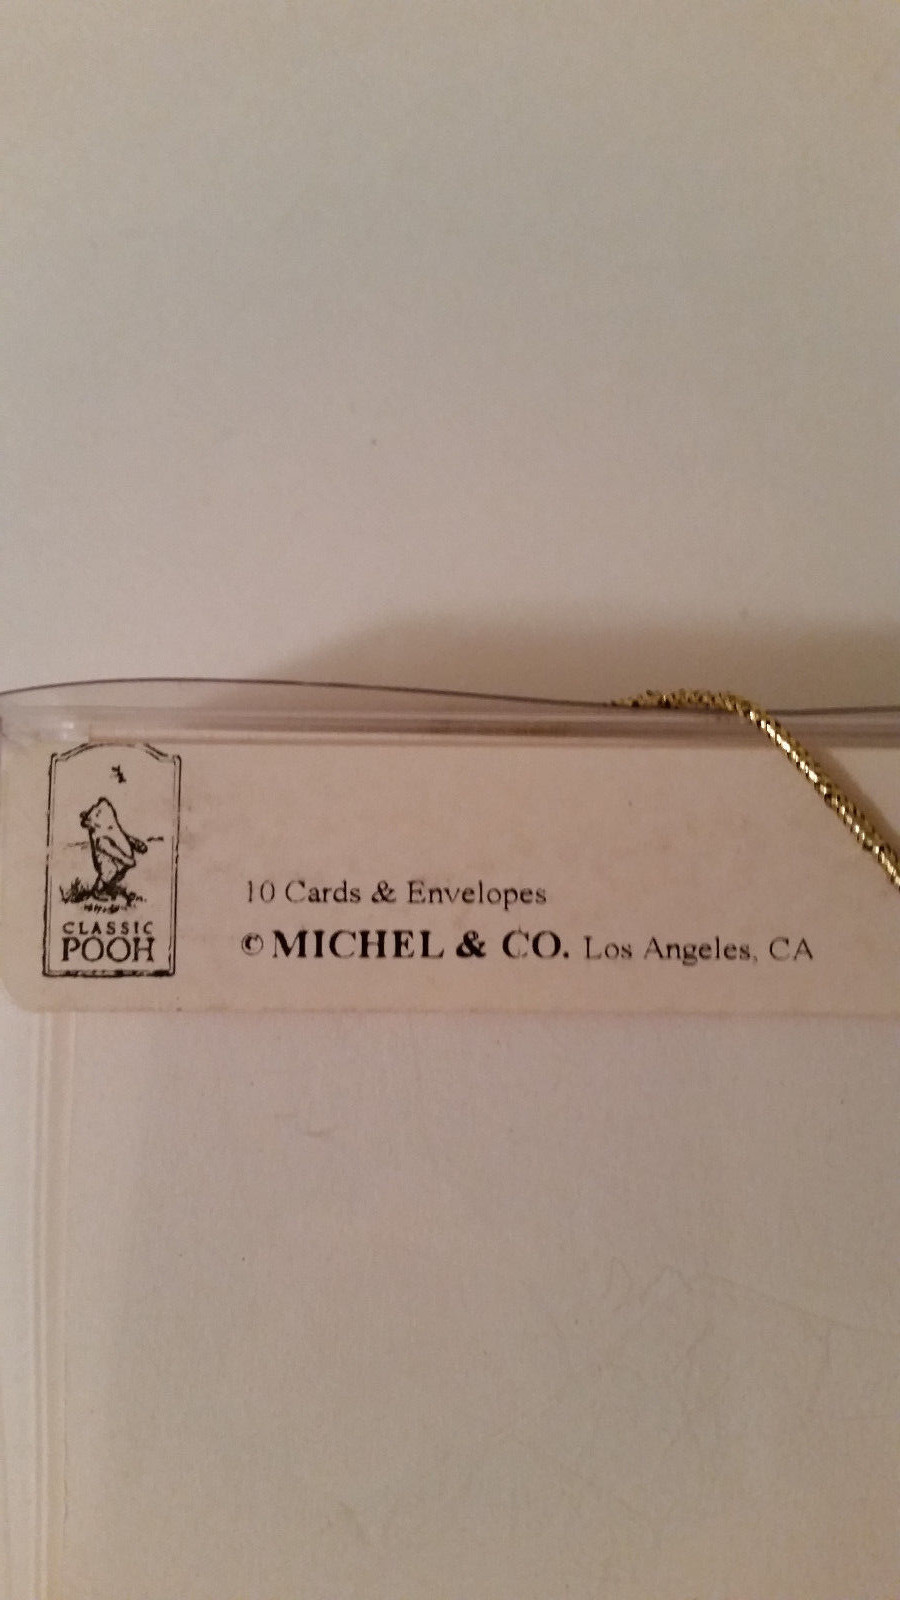 CLASSIC
POOH
10 Cards & Envelopes
© MICHEL & CO. Los Angeles, CA